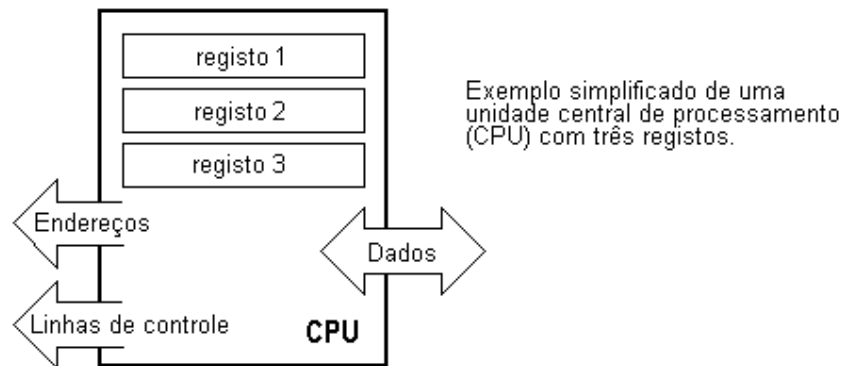 registo 1
registo 2
registo 3
Exemplo simplificado de uma
unidade central de processamento
(CPU) com três registos.
Endereços
Dados
Linhas de controle
CPU